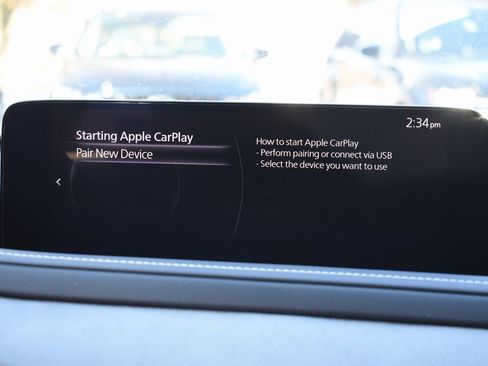 2:34pm
Starting Apple CarPlay
Pair New Device
How to start Apple CarPlay
- Perform pairing or connect via USB
- Select the device you want to use